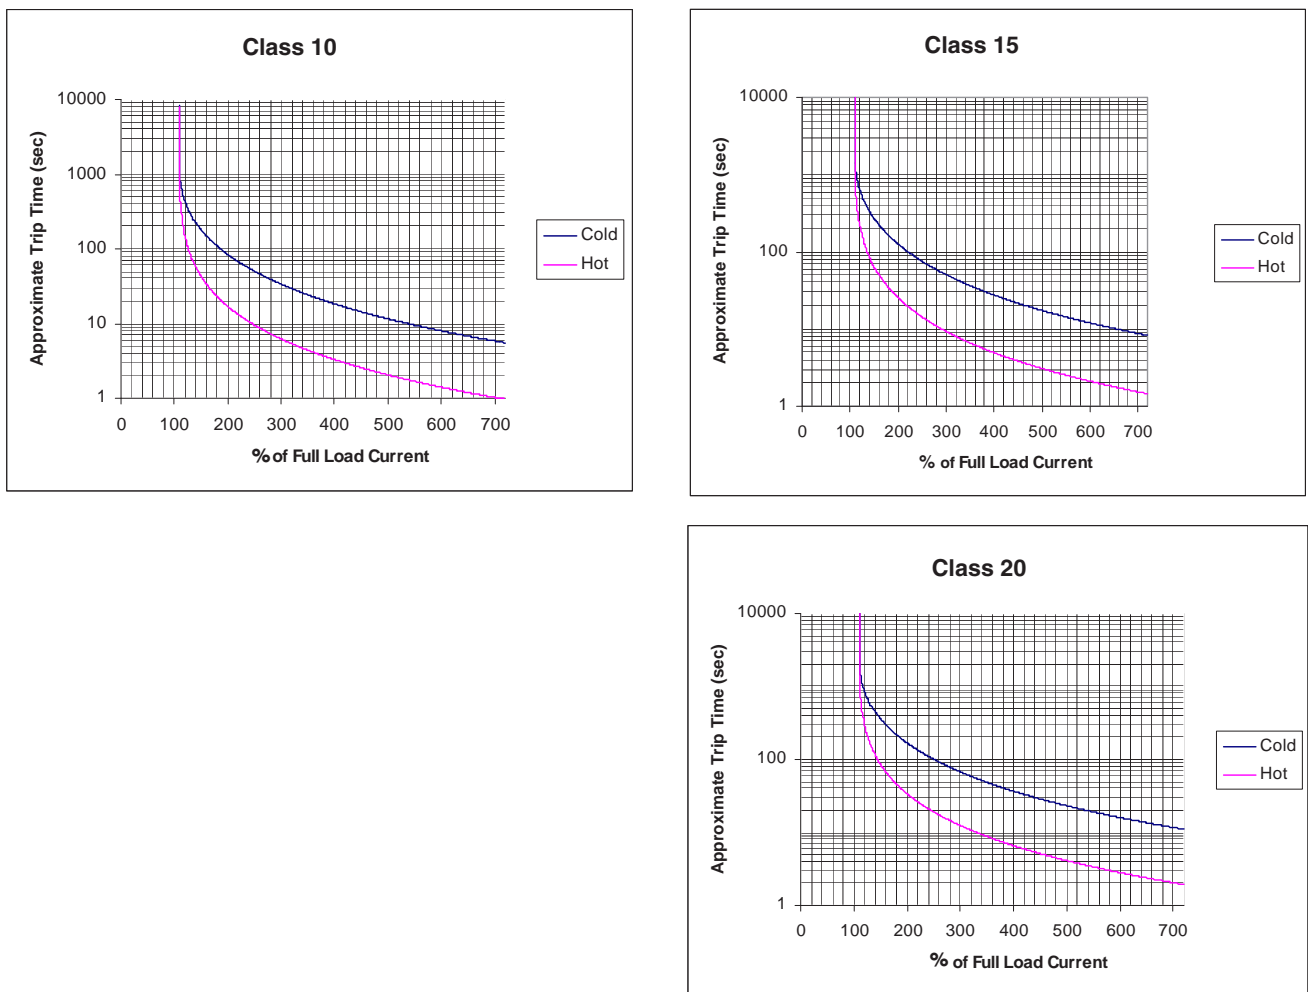 Class 10
Approximate Trip Time (sec)
10000
1000
100
10
1
0 100 200 300 400 500 600 700
% of Full Load Current
Cold
Hot
Class 15
Approximate Trip Time (sec)
10000
100
1
0 100 200 300 400 500 600 700
% of Full Load Current
Cold
Hot
Class 20
Approximate Trip Time (sec)
10000
100
1
0 100 200 300 400 500 600 700
% of Full Load Current
Cold
Hot